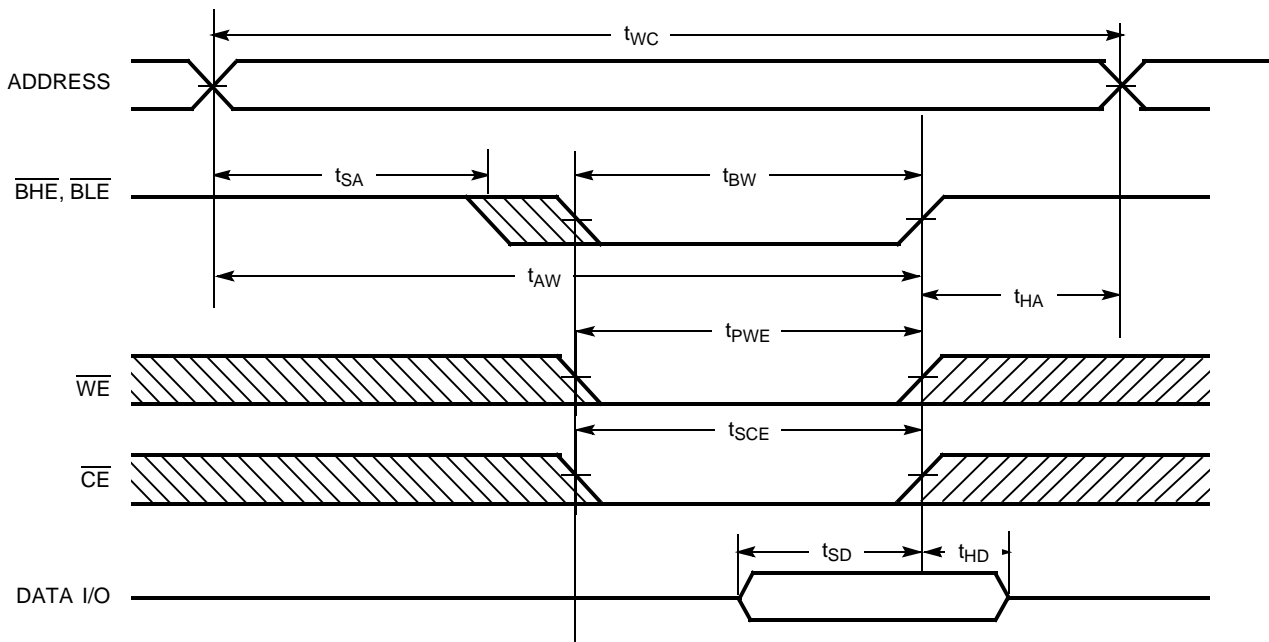 tWC
ADDRESS
tSA
tBW
BHE, BLE
tAW
tHA
tPWE
WE
tSCE
CE
tSD
tHD
DATA I/O